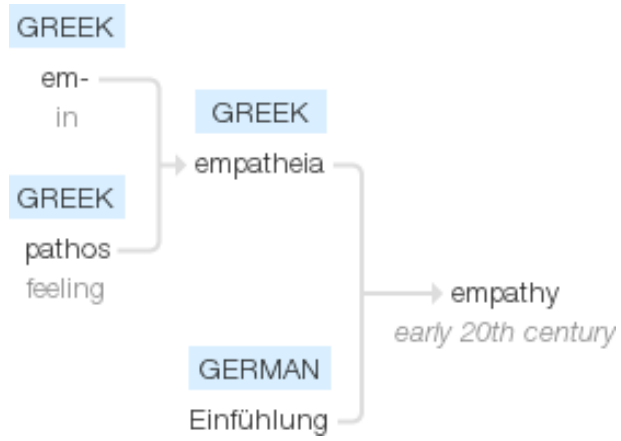 GREEK
em-
in
GREEK
pathos
feeling
GREEK
empatheia
GERMAN
Einfühlung
empathy
early 20th century